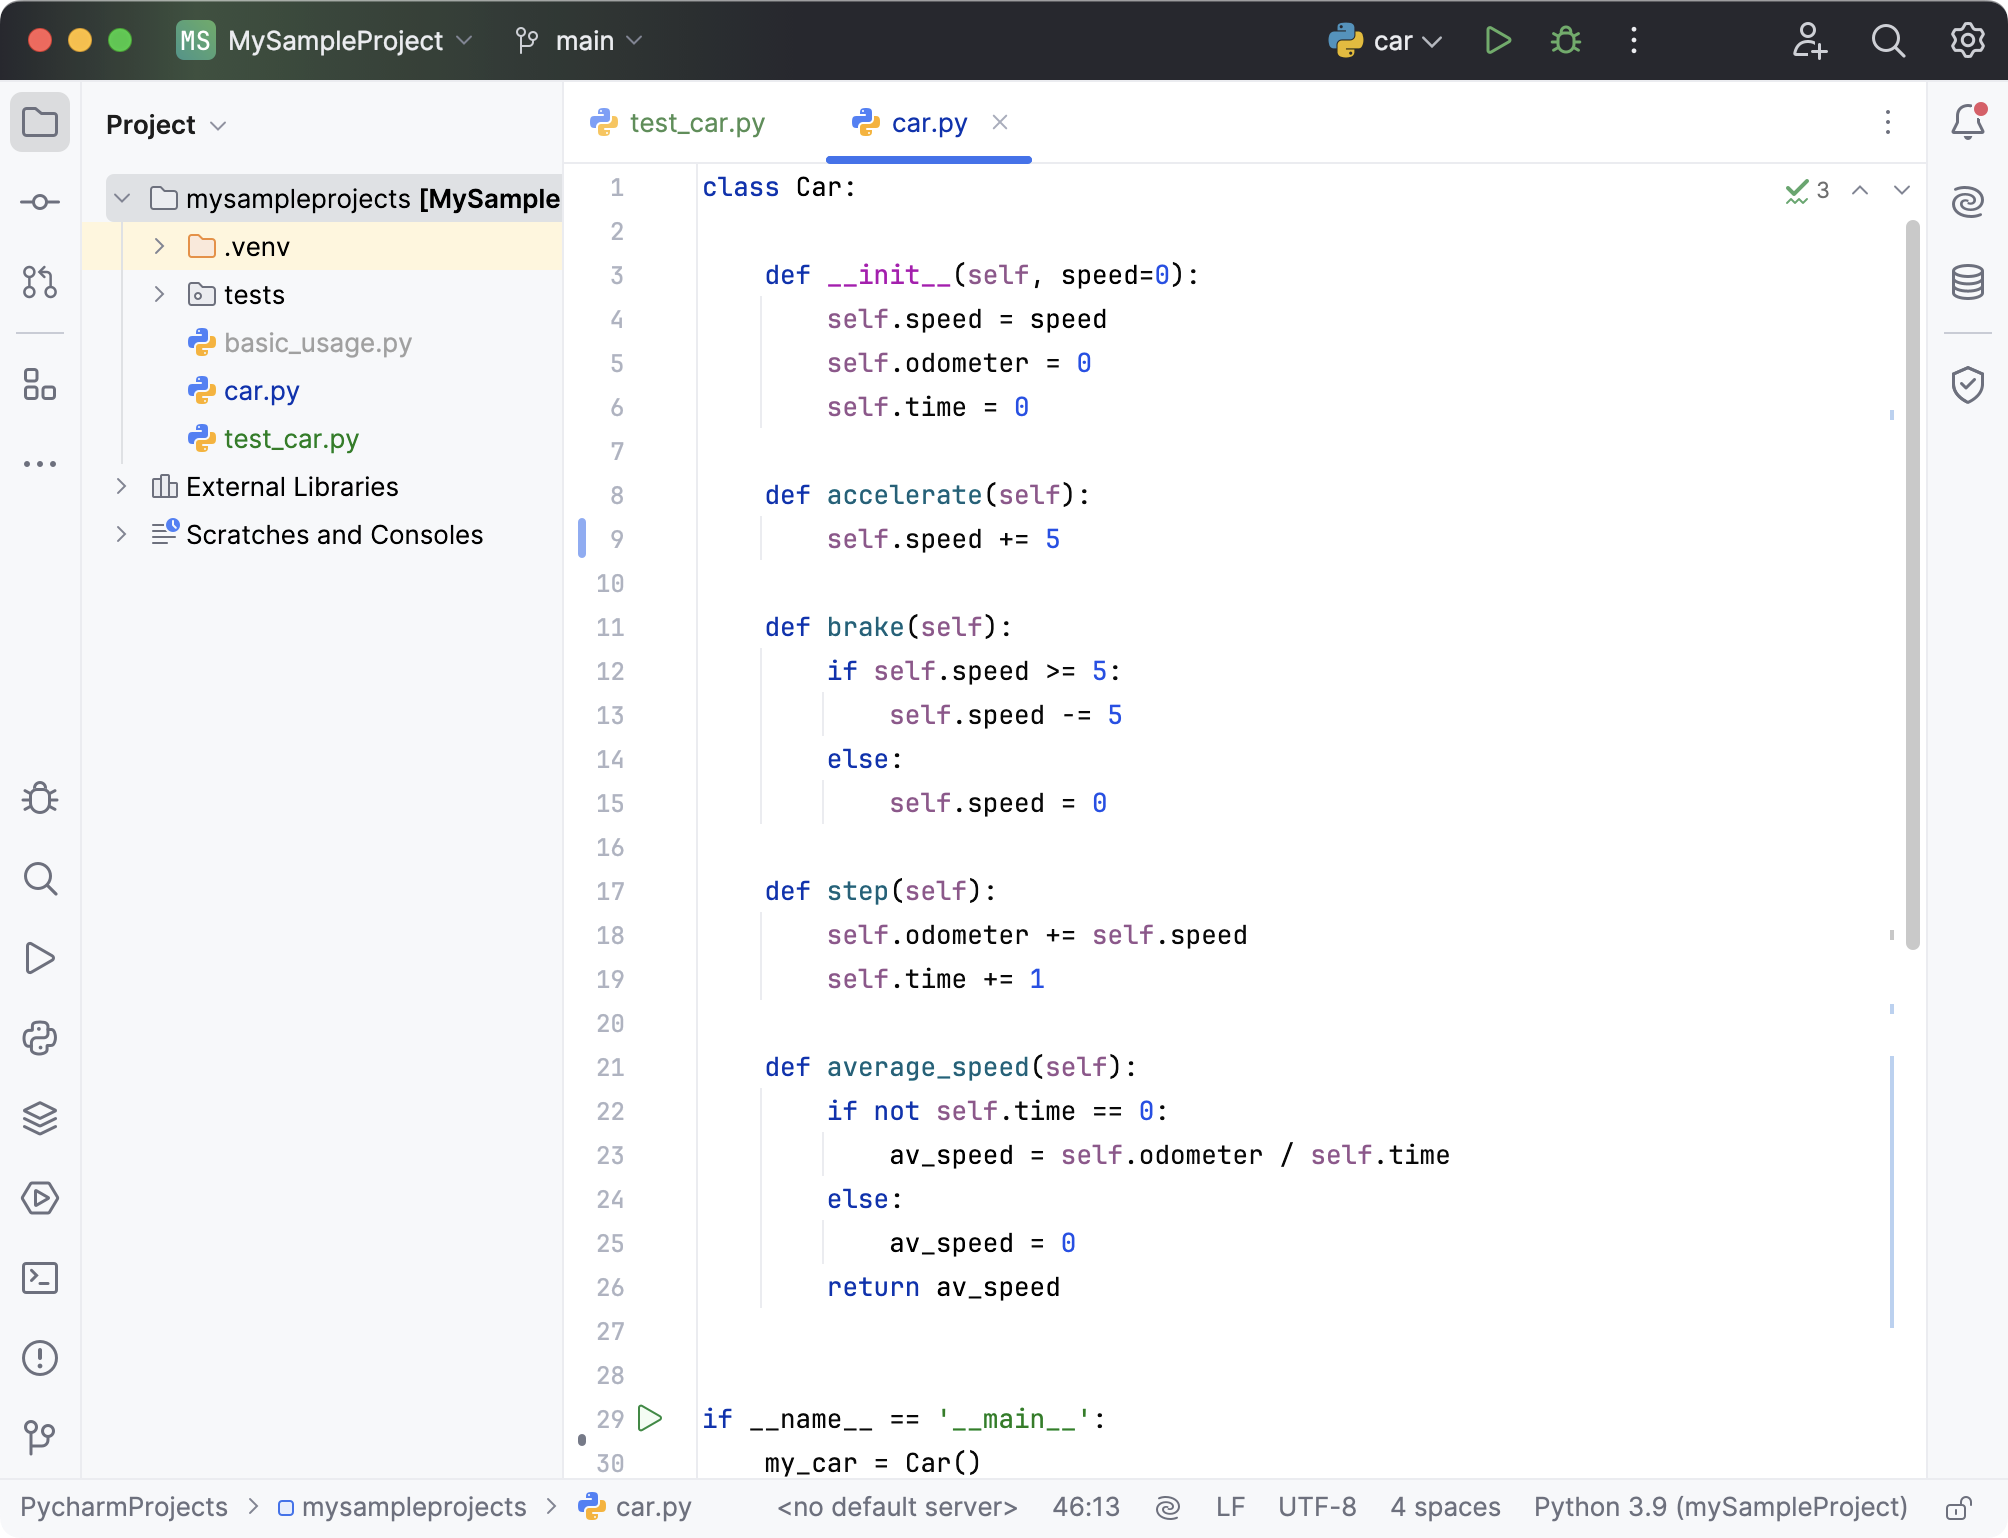 MS MySampleProject main car
Project
mysampleprojects [MySample
.venv
tests
basic_usage.py
car.py
test_car.py
External Libraries
Scratches and Consoles
test_car.py car.py
3
1 class Car:
2
3     def __init__(self, speed=0):
4         self.speed = speed
5         self.odometer = 0
6         self.time = 0
7
8     def accelerate(self):
9         self.speed += 5
10
11     def brake(self):
12         if self.speed >= 5:
13             self.speed -= 5
14         else:
15             self.speed = 0
16
17     def step(self):
18         self.odometer += self.speed
19         self.time += 1
20
21     def average_speed(self):
22         if not self.time == 0:
23             av_speed = self.odometer / self.time
24         else:
25             av_speed = 0
26         return av_speed
27
28
29 if __name__ == '__main__':
30     my_car = Car()
PycharmProjects mysampleprojects car.py <no default server> 46:13 LF UTF-8 4 spaces Python 3.9 (mySampleProject)